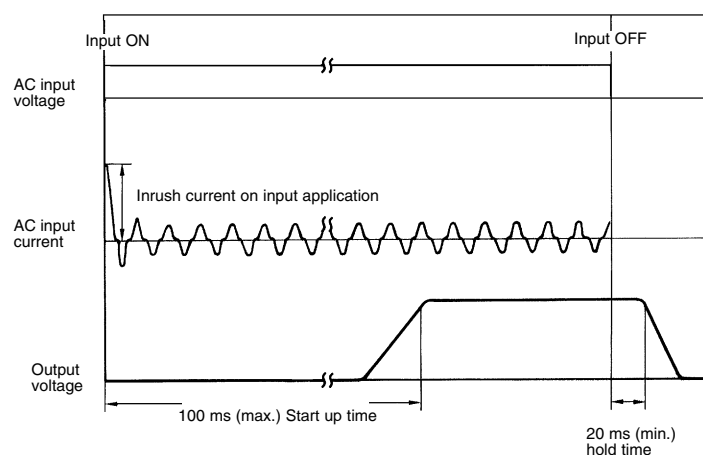 Input ON
Input OFF
AC input
voltage
Inrush current on input application
AC input
current
Output
voltage
100 ms (max.) Start up time
20 ms (min.)
hold time